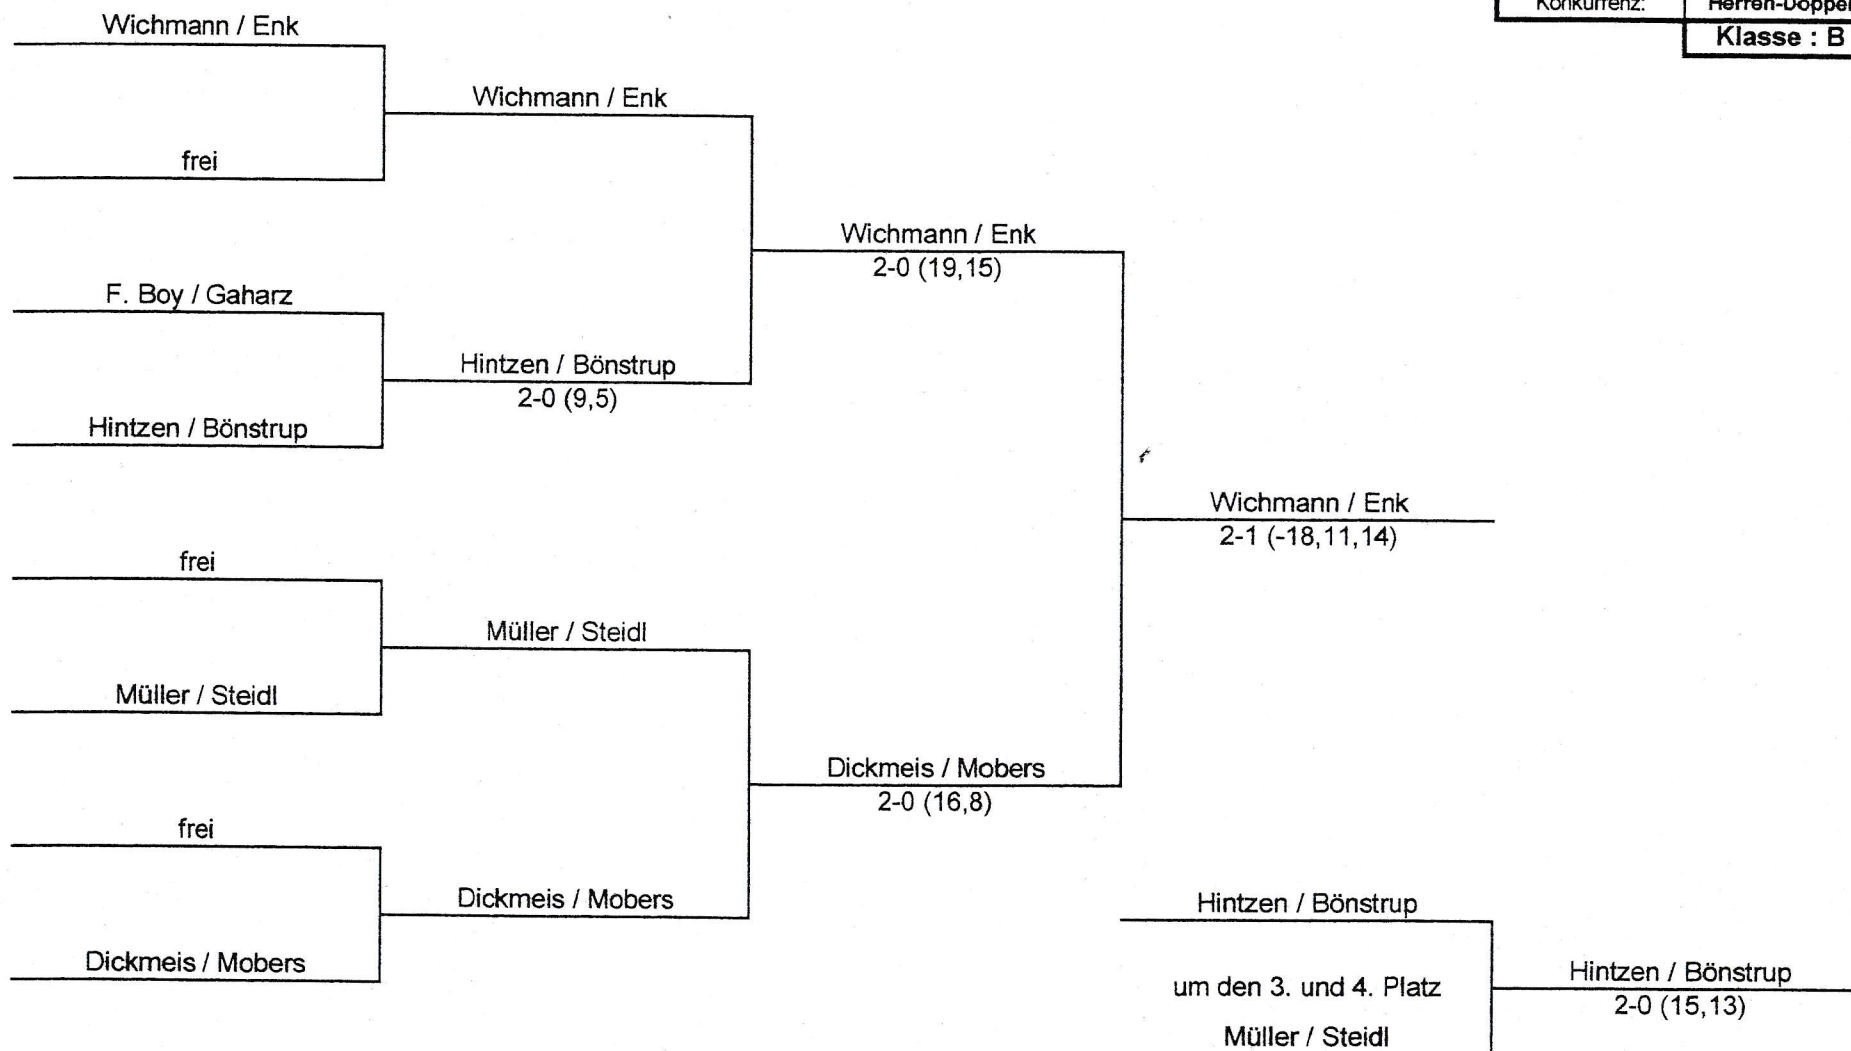 Konkurrenz: Herren-Doppel
Klasse : B
Wichmann / Enk
Wichmann / Enk
frei
Wichmann / Enk
2-0 (19,15)
F. Boy / Gaharz
Hintzen / Bönstrup
2-0 (9,5)
Hintzen / Bönstrup
Wichmann / Enk
2-1 (-18,11,14)
frei
Müller / Steidl
Müller / Steidl
Dickmeis / Mobers
2-0 (16,8)
frei
Dickmeis / Mobers
Dickmeis / Mobers
Hintzen / Bönstrup
um den 3. und 4. Platz
Hintzen / Bönstrup
2-0 (15,13)
Müller / Steidl